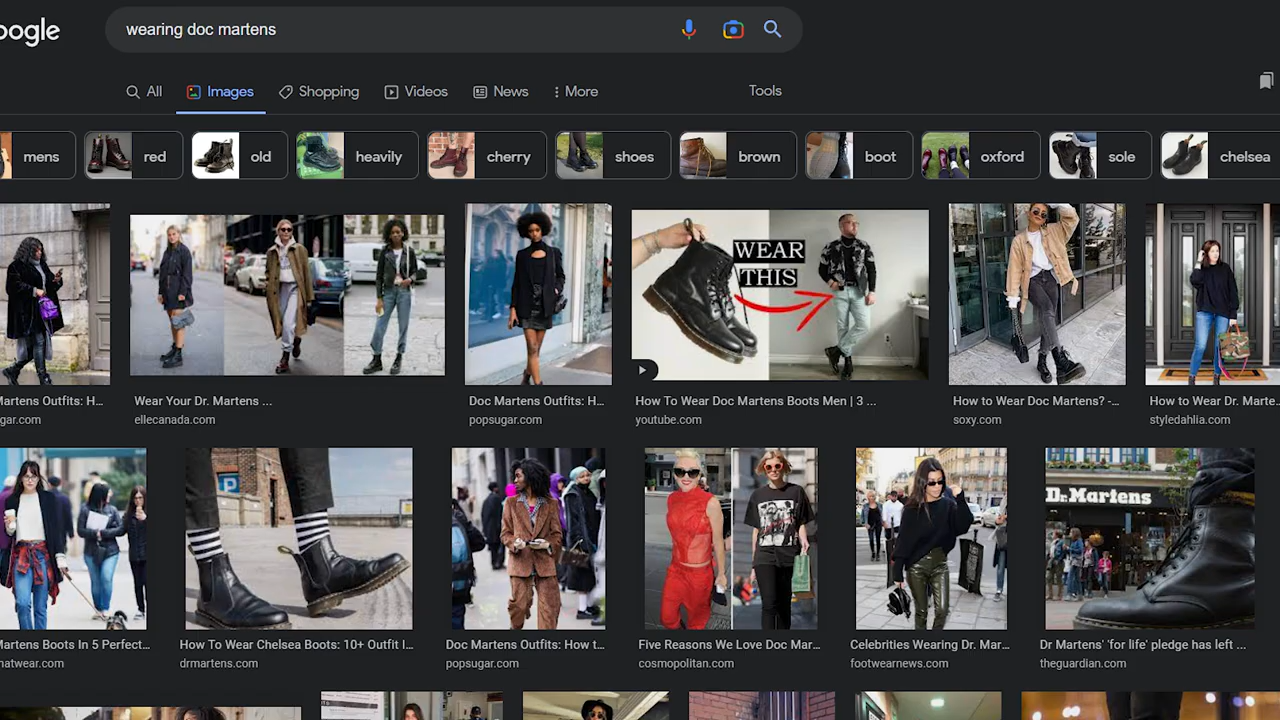 oogle
wearing doc martens
All
Images
Shopping
Videos
News
More
Tools
mens
red
old
heavily
cherry
shoes
brown
boot
oxford
sole
chelsea
WEAR
THIS
Martens Outfits: H...
gar.com
Wear Your Dr. Martens ...
ellecanada.com
Doc Martens Outfits: H...
popsugar.com
How To Wear Doc Martens Boots Men | 3 ...
youtube.com
How to Wear Doc Martens? -...
soxy.com
How to Wear Dr. Marte...
styledahlia.com
P
Dr. Martens
Martens Boots In 5 Perfect...
natwear.com
How To Wear Chelsea Boots: 10+ Outfit I...
drmartens.com
Doc Martens Outfits: How t...
popsugar.com
Five Reasons We Love Doc Mar...
cosmopolitan.com
Celebrities Wearing Dr. Mar...
footwearnews.com
Dr Martens' 'for life' pledge has left ...
theguardian.com